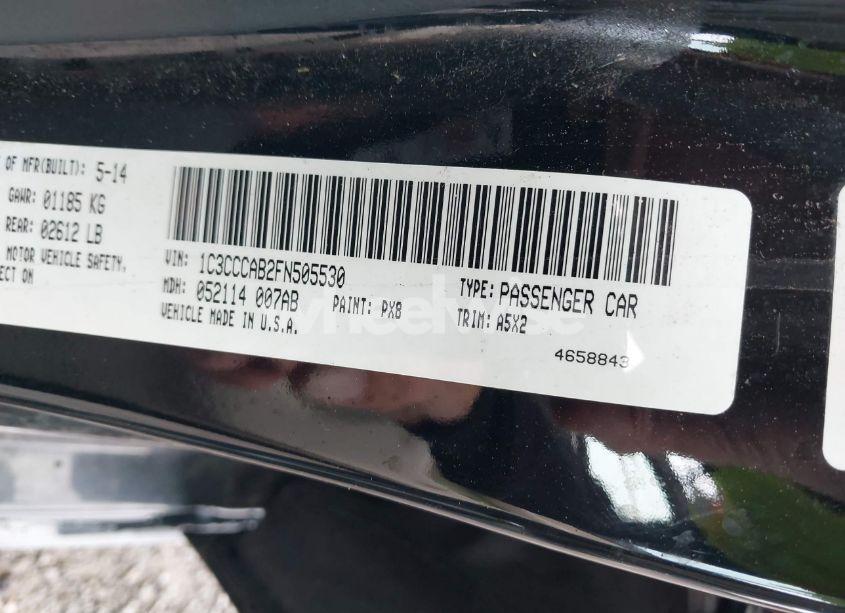 OF MFR(BUILT): 5-14
GAWR: 01185 KG
REAR: 02612 LB
MOTOR VEHICLE SAFETY,
ECT ON
VIN: 1C3CCCAB2FN505530
MDH: 052114 007AB
PAINT: PX8
VEHICLE MADE IN U.S.A.
TYPE: PASSENGER CAR
TRIM: A5X2
4658843